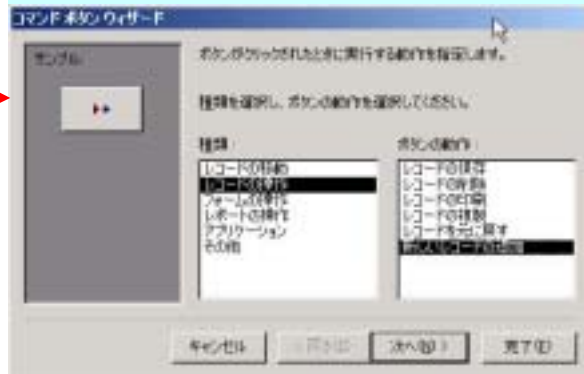 コマンド ボタン ウィザード
サンプル:
ボタンがクリックされたときに実行する動作を指定します。
種類を選択し、ボタンの動作を選択してください。
種類:
ボタンの動作:
レコードの移動
レコードの操作
フォームの操作
レポートの操作
アプリケーション
その他
レコードの保存
レコードの削除
レコードの印刷
レコードの複製
レコードを元に戻す
新しいレコードの追加
キャンセル
< 戻る(B)
次へ(N) >
完了(F)